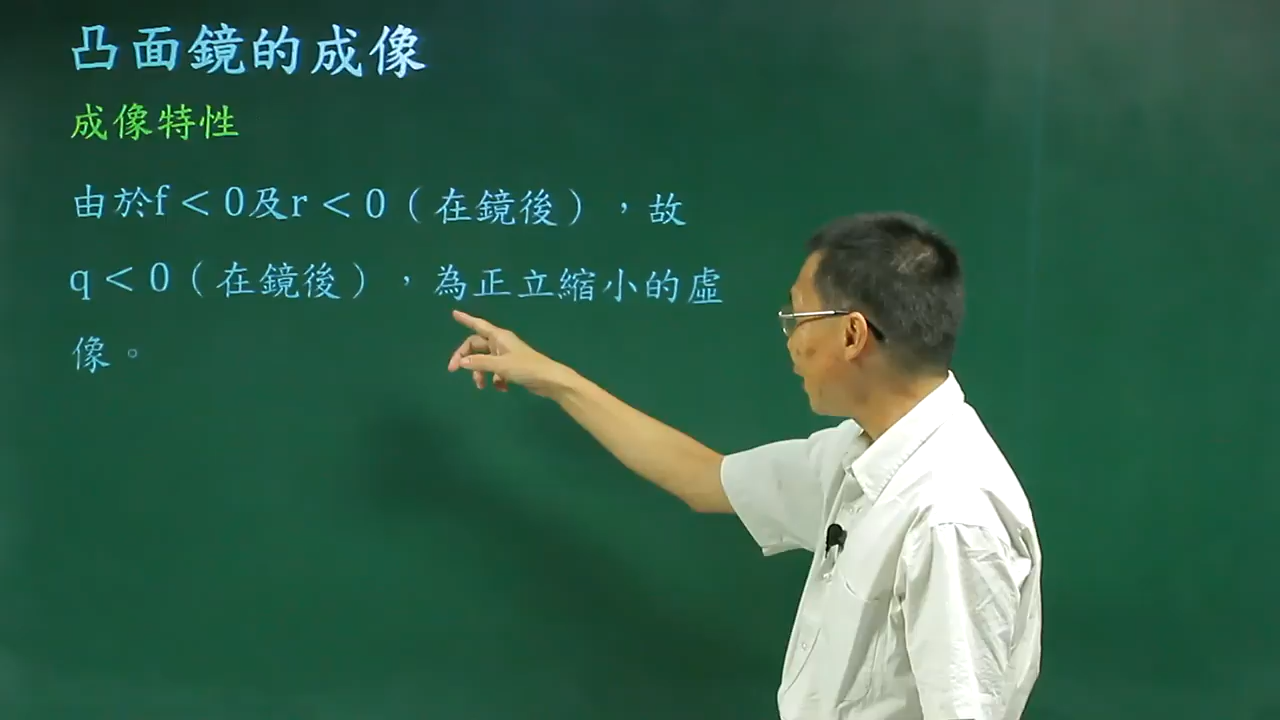 凸面鏡的成像
成像特性
由於f < 0及r < 0（在鏡後），故
q < 0（在鏡後），為正立縮小的虛
像。